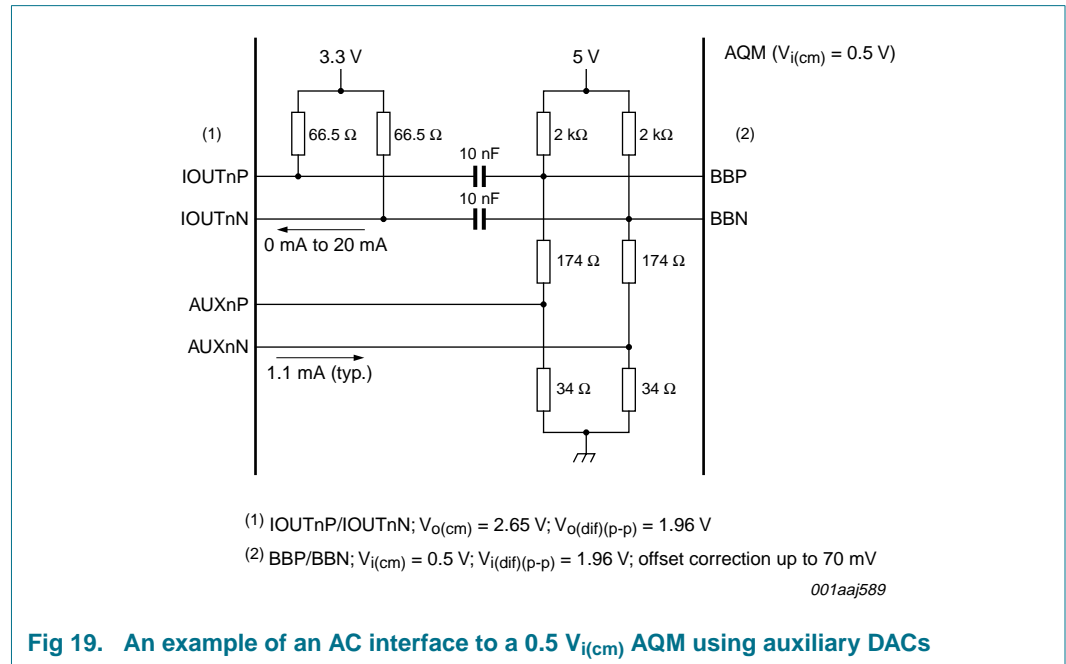 3.3 V
5 V
AQM (Vi(cm) = 0.5 V)
(1)
66.5 Ω
66.5 Ω
2 kΩ
2 kΩ
(2)
10 nF
IOUTnP
BBP
10 nF
IOUTnN
BBN
0 mA to 20 mA
174 Ω
174 Ω
AUXnP
AUXnN
1.1 mA (typ.)
34 Ω
34 Ω
(1) IOUTnP/IOUTnN; Vo(cm) = 2.65 V; Vo(dif)(p-p) = 1.96 V
(2) BBP/BBN; Vi(cm) = 0.5 V; Vi(dif)(p-p) = 1.96 V; offset correction up to 70 mV
001aaj589
Fig 19. An example of an AC interface to a 0.5 Vi(cm) AQM using auxiliary DACs